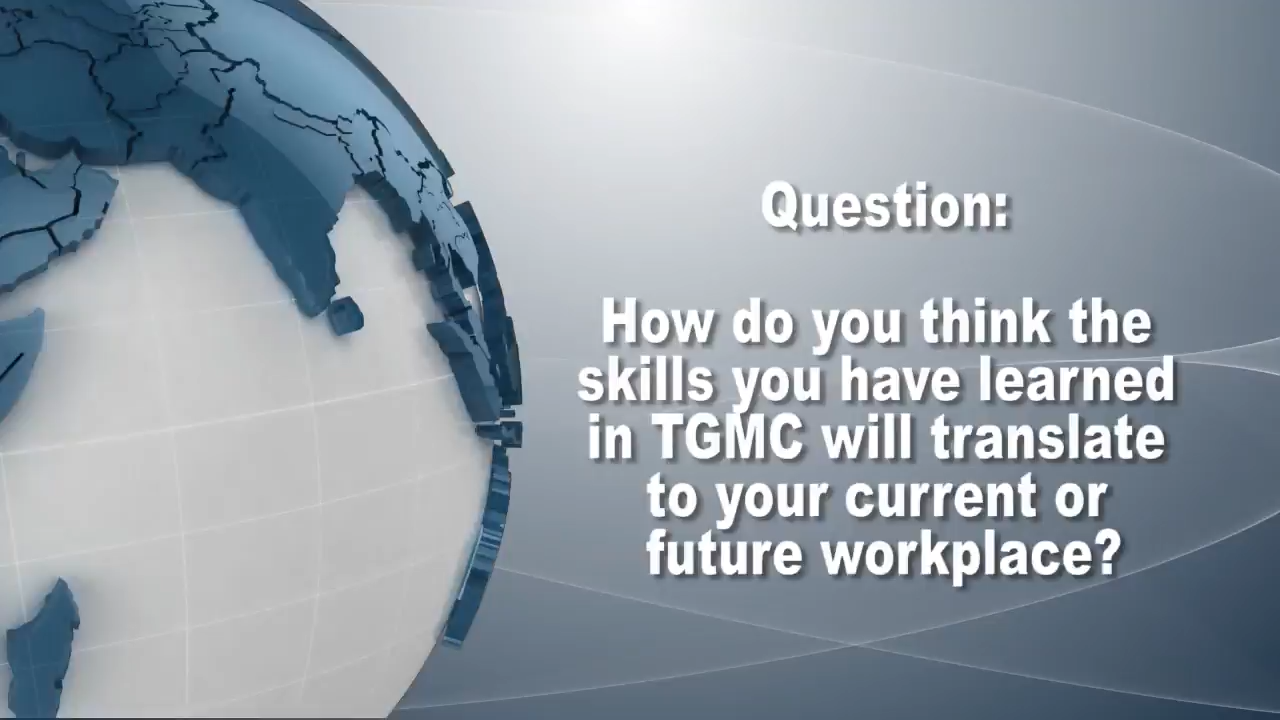 Question:
How do you think the
skills you have learned
in TGMC will translate
to your current or
future workplace?